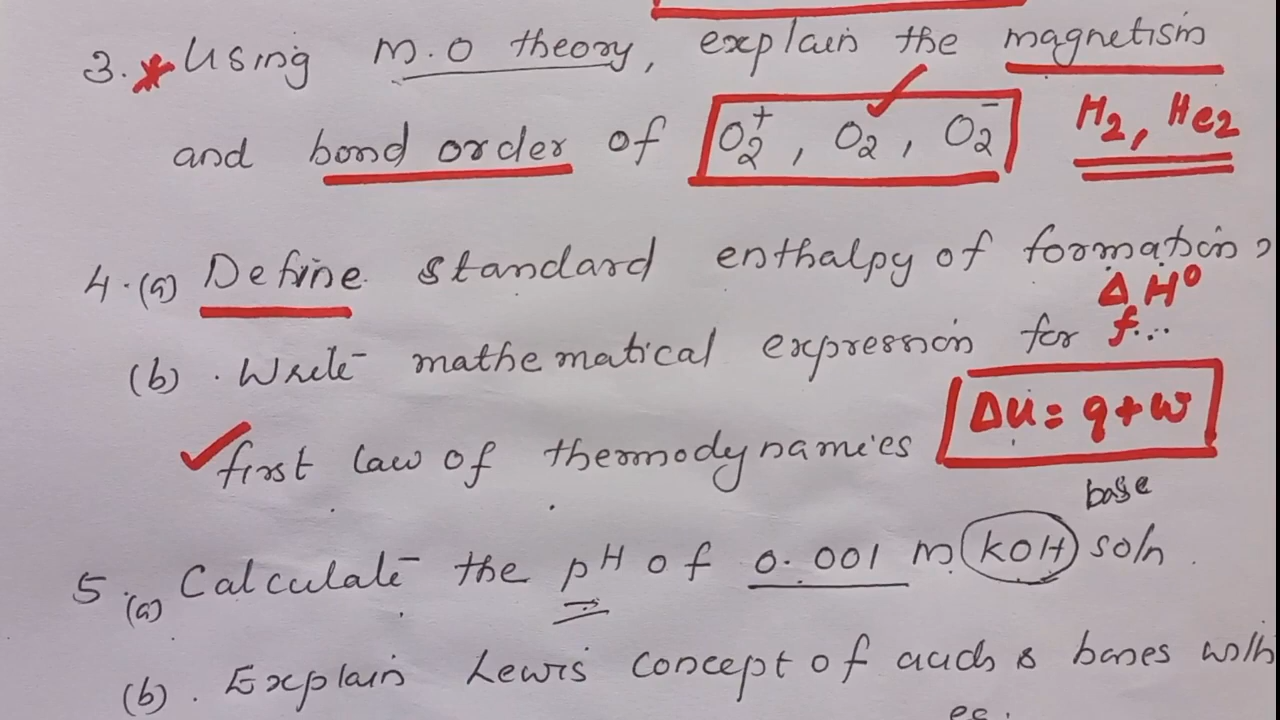 3. * Using M.O theory, explain the magnetism
and bond order of O₂⁺, O₂, O₂⁻ H₂, He₂
4.(a) Define standard enthalpy of formation,
ΔfH⁰
(b). Write mathematical expression for ...
first law of thermodynamics ΔU = q+w
base
5.(a) Calculate the pH of 0.001 M KOH soln.
(b). Explain Lewis concept of acids & bases with
eg.